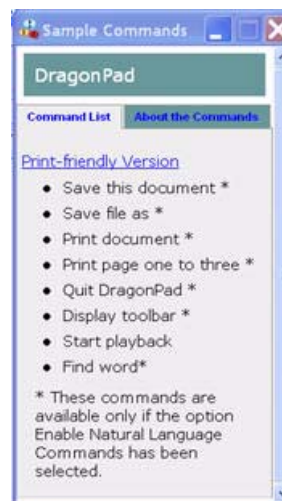 Sample Commands
DragonPad
Command List About the Commands
Print-friendly Version
• Save this document *
• Save file as *
• Print document *
• Print page one to three *
• Quit DragonPad *
• Display toolbar *
• Start playback
• Find word*
* These commands are
available only if the option
Enable Natural Language
Commands has been
selected.